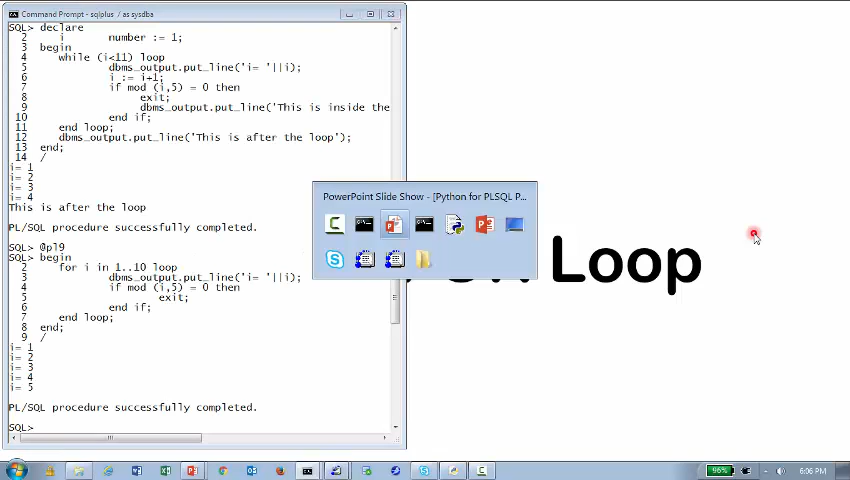 Command Prompt - sqlplus / as sysdba
SQL> declare
2 i number := 1;
3 begin
4 while (i<11) loop
5 dbms_output.put_line('i= '||i);
6 i := i+1;
7 if mod (i,5) = 0 then
8 exit;
9 dbms_output.put_line('This is inside the
10 end if;
11 end loop;
12 dbms_output.put_line('This is after the loop');
13 end;
14 /
i= 1
i= 2
i= 3
i= 4
This is after the loop
PL/SQL procedure successfully completed.
SQL> @pl9
SQL> begin
2 for i in 1..10 loop
3 dbms_output.put_line('i= '||i);
4 if mod (i,5) = 0 then
5 exit;
6 end if;
7 end loop;
8 end;
9 /
i= 1
i= 2
i= 3
i= 4
i= 5
PL/SQL procedure successfully completed.
SQL>
PowerPoint Slide Show - [Python for PLSQL P...
Loop
96%
6:06 PM